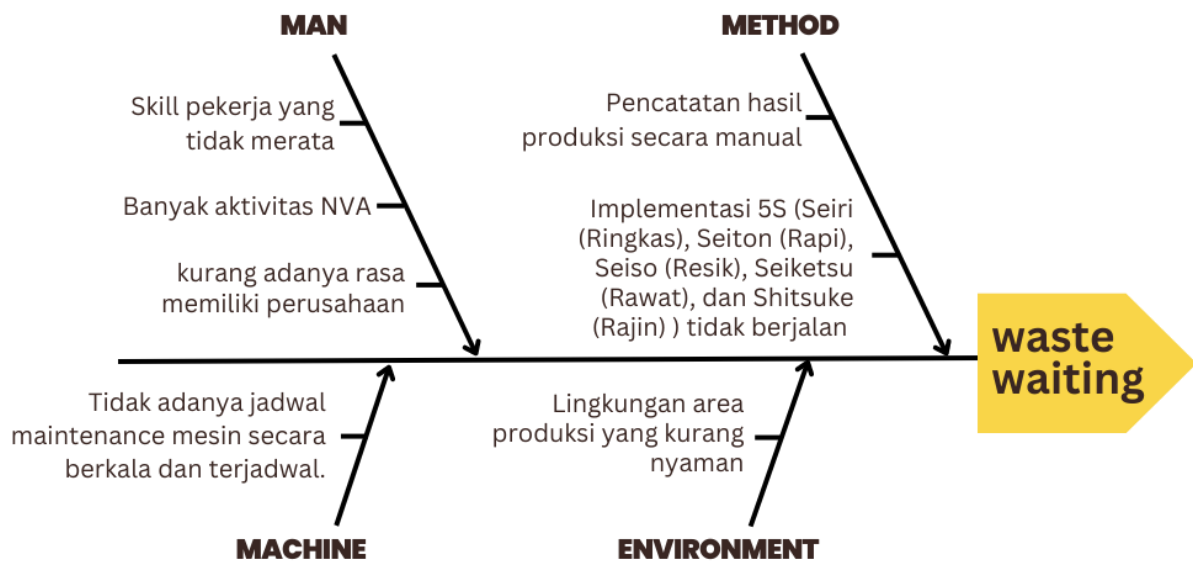 MAN
Skill pekerja yang
tidak merata
Banyak aktivitas NVA
kurang adanya rasa
memiliki perusahaan
METHOD
Pencatatan hasil
produksi secara manual
Implementasi 5S (Seiri
(Ringkas), Seiton (Rapi),
Seiso (Resik), Seiketsu
(Rawat), dan Shitsuke
(Rajin) ) tidak berjalan
waste
waiting
Tidak adanya jadwal
maintenance mesin secara
berkala dan terjadwal.
MACHINE
Lingkungan area
produksi yang kurang
nyaman
ENVIRONMENT